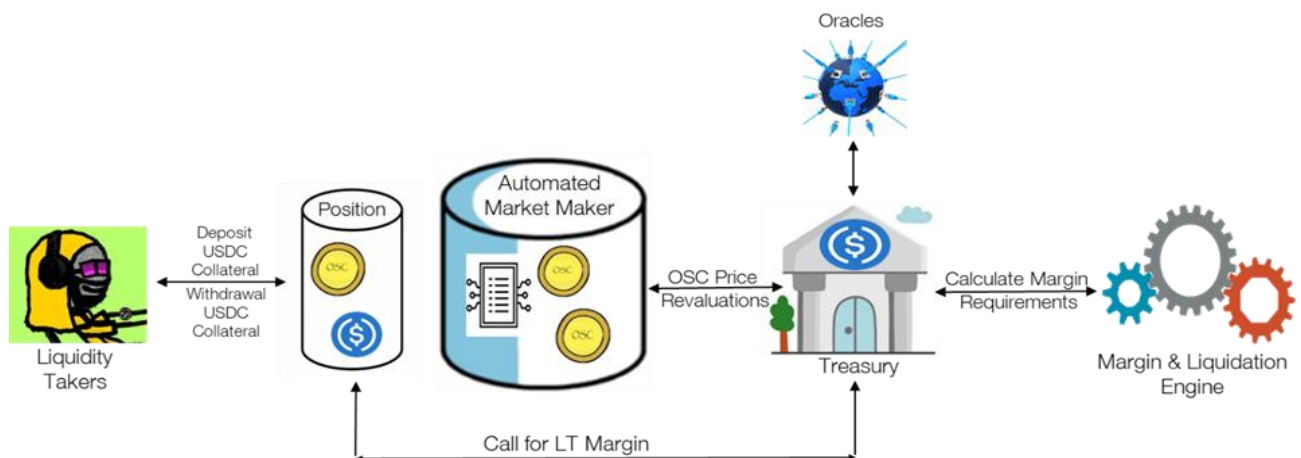 Oracles
Automated
Market Maker
Position
Deposit
USDC
Collateral
Withdrawal
USDC
Collateral
OSC
OSC
OSC
$
$
OSC Price
Revaluations
Calculate Margin
Requirements
Liquidity
Takers
Treasury
Margin & Liquidation
Engine
Call for LT Margin